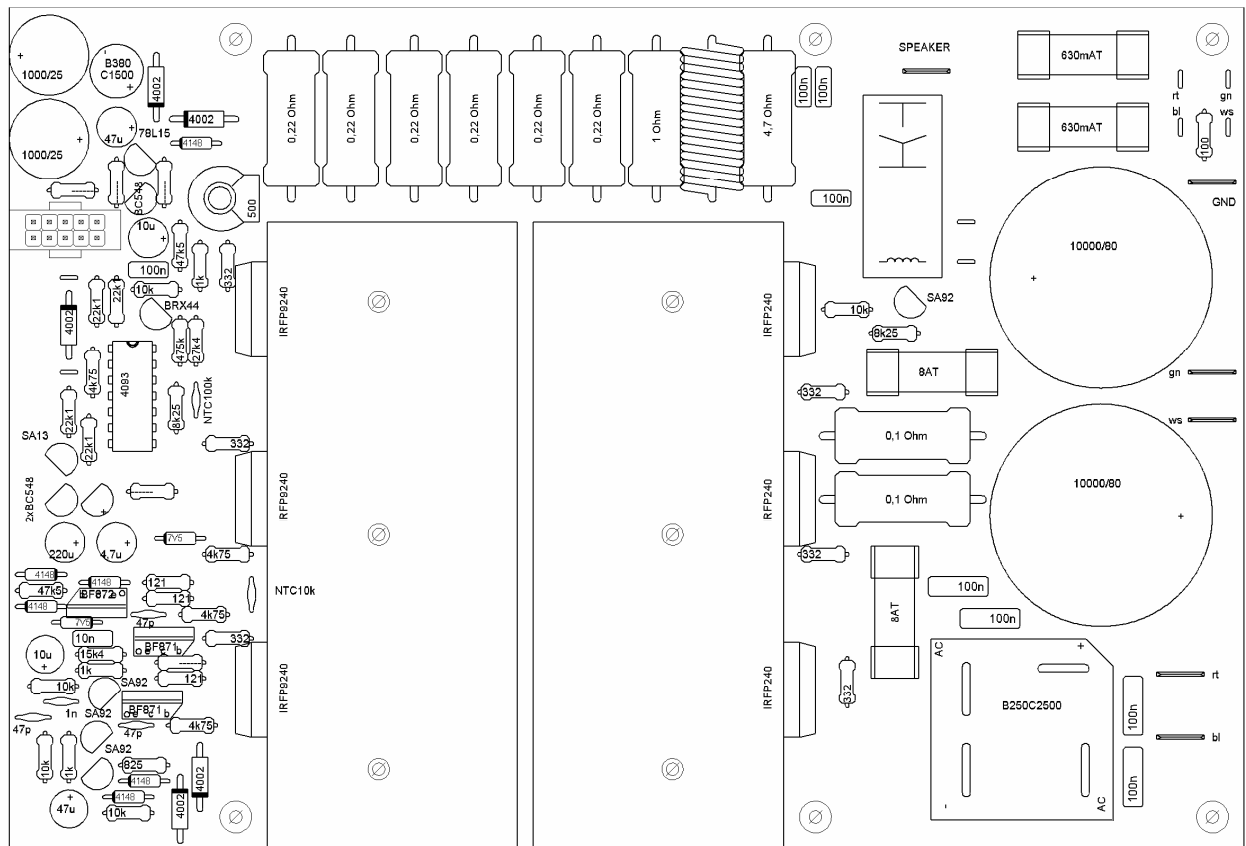 1000/25
B380
C1500
4002
4002
47u
78L15
4148
1000/25
BC548
500
10u
47k5
1k
332
100n
10k
BRX44
22k1
22k1
4002
475k
27k4
4k75
4093
8k25
NTC100k
22k1
22k1
SA13
332
2xBC548
220u
4,7u
7V5
4k75
4148
4148
47k5
BF872
121
121
4148
7V5
47p
4k75
NTC10k
10n
10u
15k4
1k
BF871
e c b
332
121
10k
SA92
1n
47p
SA92
BF871
e c b
47p
4k75
SA92
10k
1k
825
4148
4148
47u
10k
4002
4002
0,22 Ohm
0,22 Ohm
0,22 Ohm
0,22 Ohm
0,22 Ohm
0,22 Ohm
1 Ohm
4,7 Ohm
100n
100n
100n
IRFP9240
RFP9240
IRFP9240
IRFP240
RFP240
IRFP240
SPEAKER
630mAT
630mAT
rt
gn
bl
ws
100
GND
10000/80
SA92
10k
8k25
8AT
332
gn
ws
0,1 Ohm
0,1 Ohm
10000/80
332
8AT
100n
100n
332
AC
B250C2500
AC
100n
100n
rt
bl